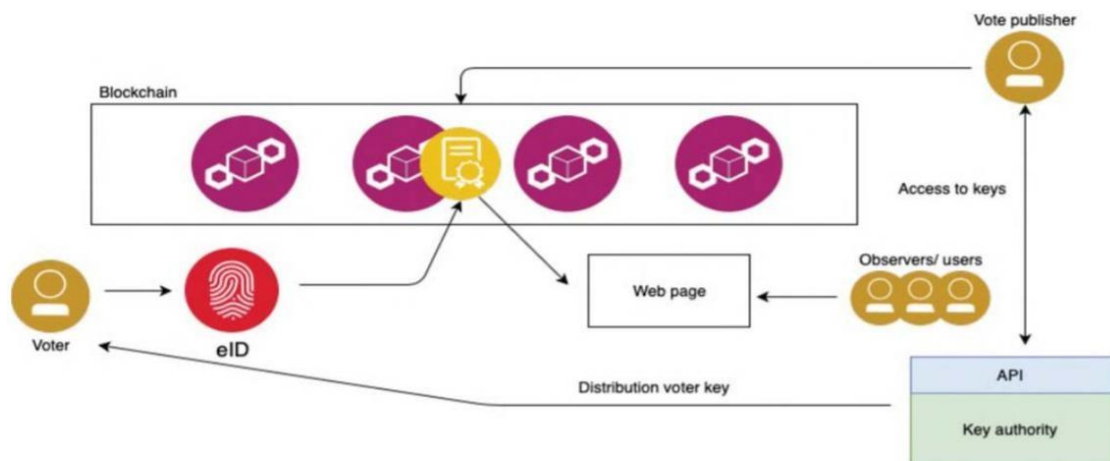 Vote publisher
Blockchain
Access to keys
Observers/ users
Web page
Voter
eID
Distribution voter key
API
Key authority